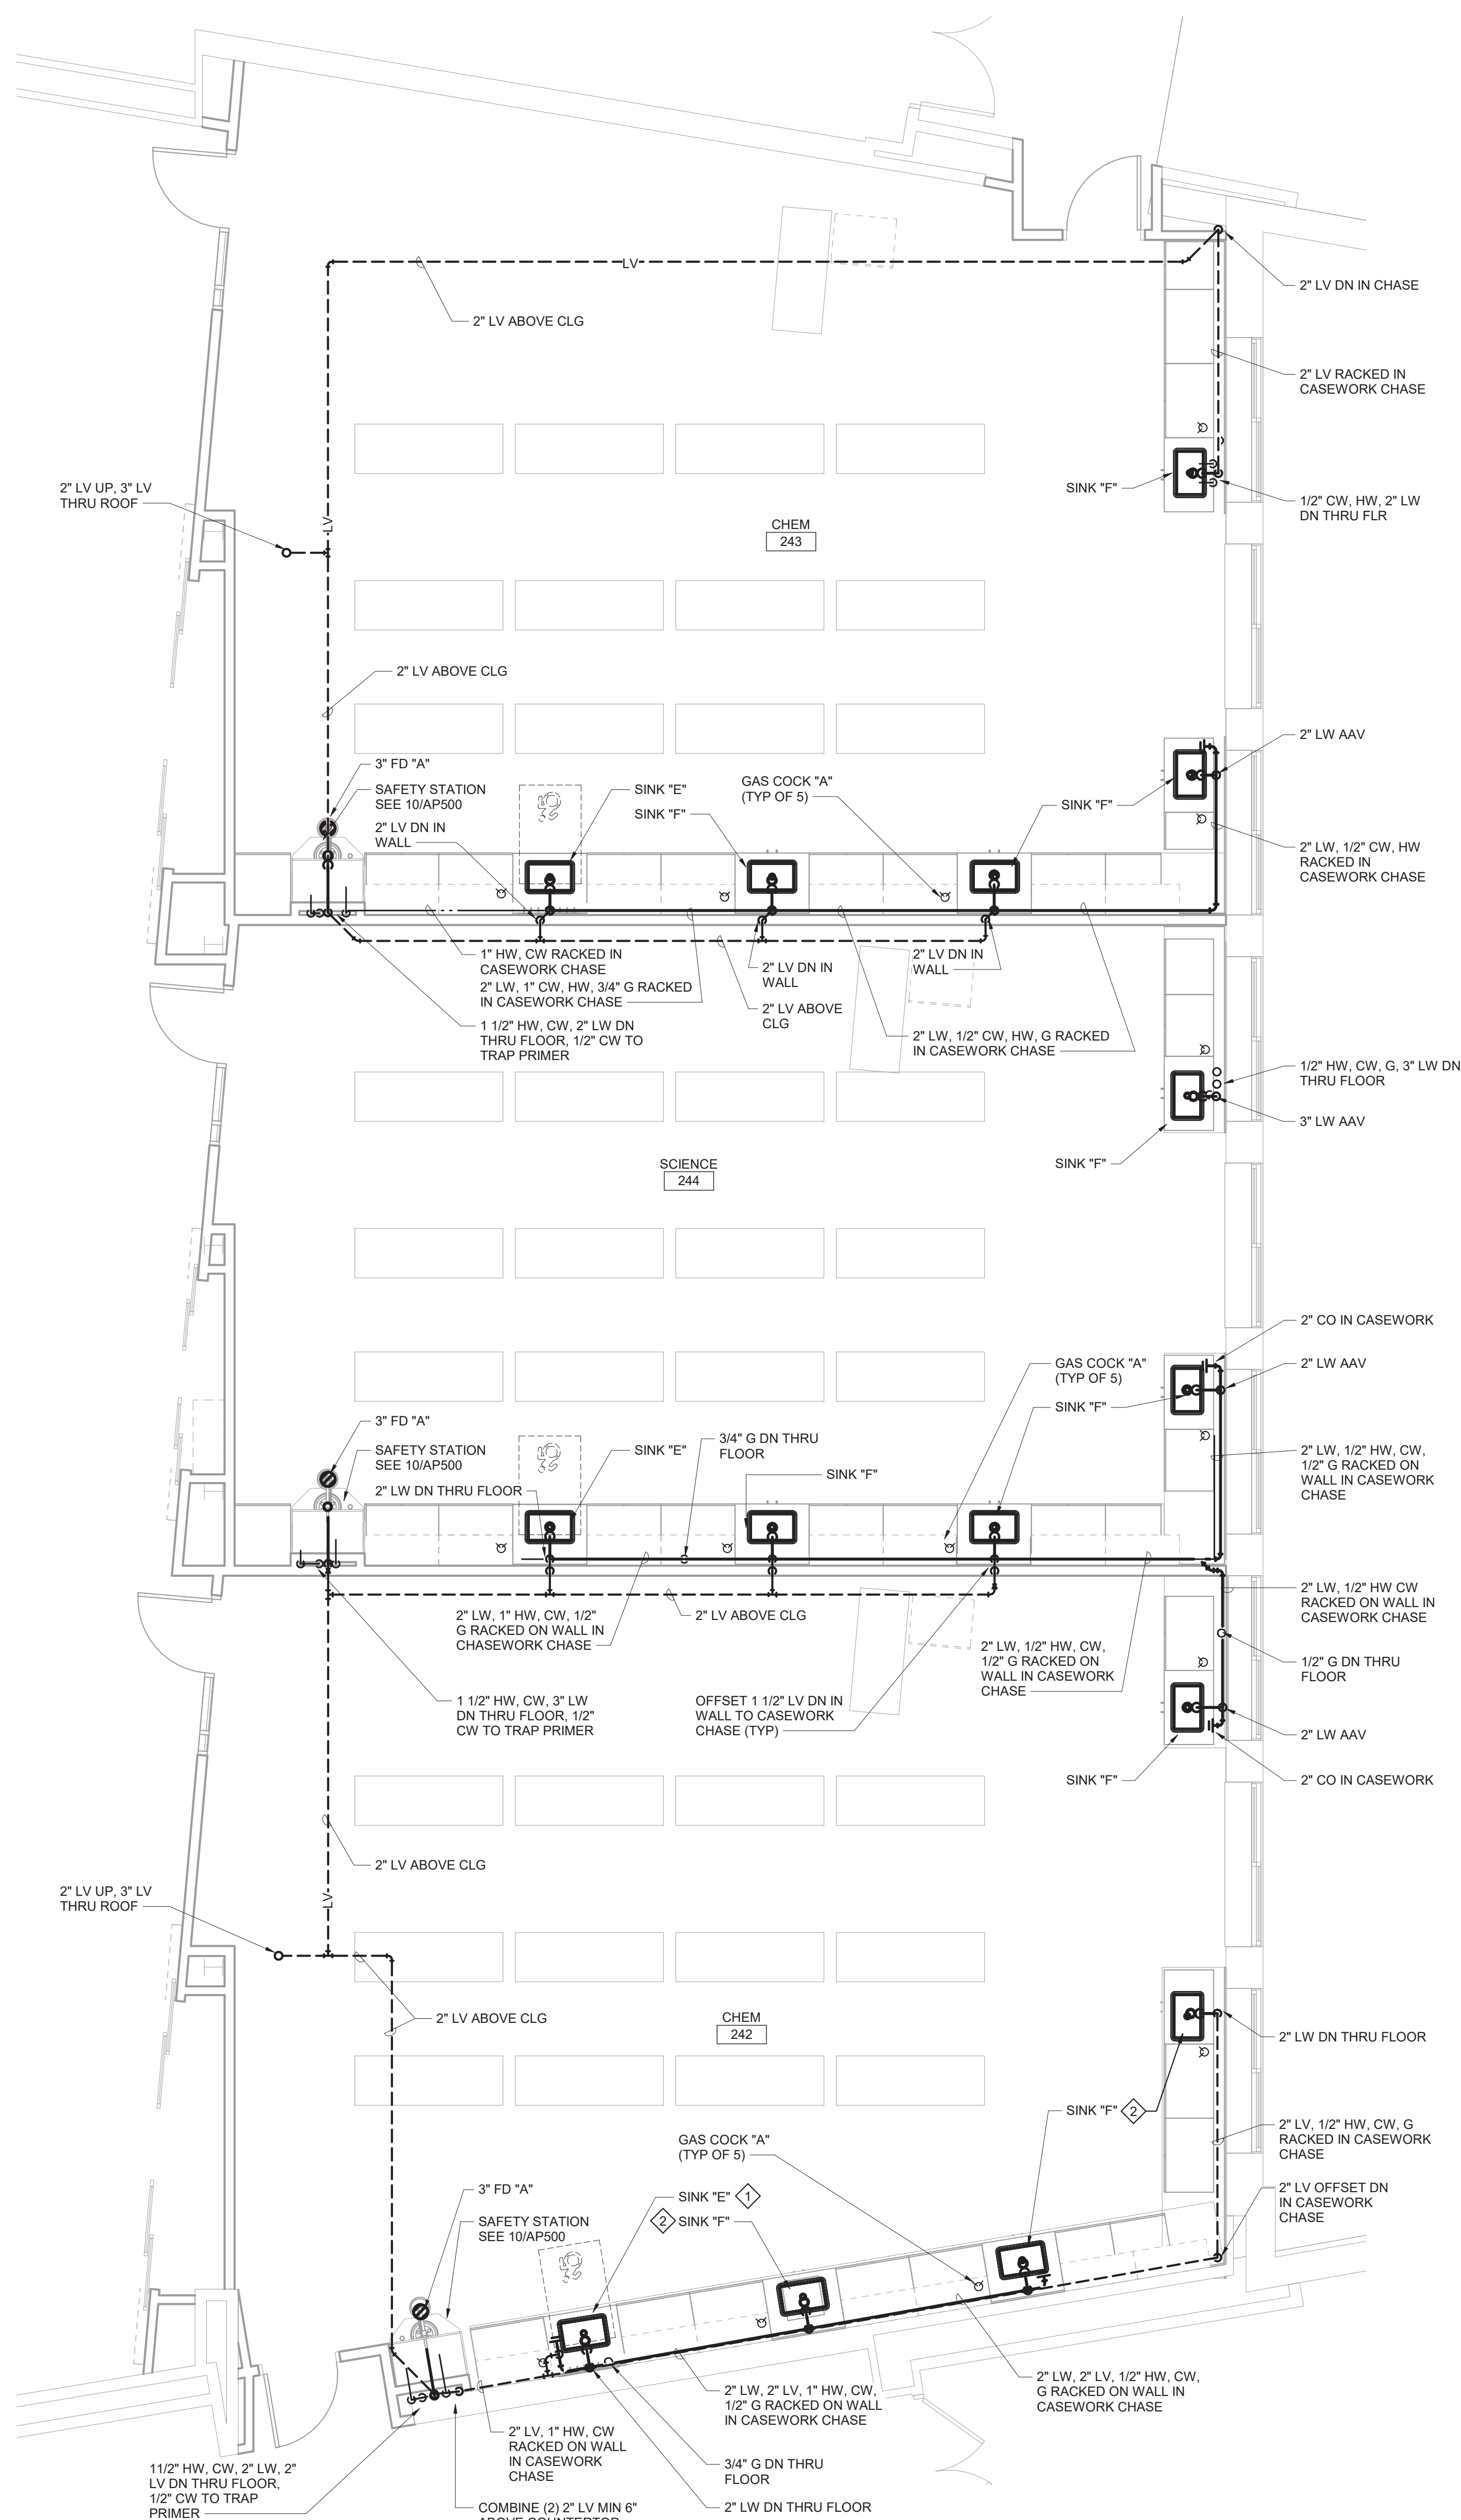 LV
2" LV DN IN CHASE
2" LV ABOVE CLG
2" LV RACKED IN
CASEWORK CHASE
2" LV UP, 3" LV
THRU ROOF
SINK "F"
1/2" CW, HW, 2" LW
DN THRU FLR
LV
CHEM
243
2" LV ABOVE CLG
2" LW AAV
3" FD "A"
SAFETY STATION
SEE 10/AP500
SINK "E"
GAS COCK "A"
(TYP OF 5)
SINK "F"
SINK "F"
2" LV DN IN
WALL
2" LW, 1/2" CW, HW
RACKED IN
CASEWORK CHASE
1" HW, CW RACKED IN
CASEWORK CHASE
2" LV DN IN
WALL
2" LV DN IN
WALL
2" LW, 1" CW, HW, 3/4" G RACKED
IN CASEWORK CHASE
2" LV ABOVE
CLG
1 1/2" HW, CW, 2" LW DN
THRU FLOOR, 1/2" CW TO
TRAP PRIMER
2" LW, 1/2" CW, HW, G RACKED
IN CASEWORK CHASE
1/2" HW, CW, G, 3" LW DN
THRU FLOOR
3" LW AAV
SCIENCE
244
SINK "F"
2" CO IN CASEWORK
GAS COCK "A"
(TYP OF 5)
2" LW AAV
SINK "F"
3" FD "A"
3/4" G DN THRU
FLOOR
SAFETY STATION
SEE 10/AP500
SINK "E"
2" LW, 1/2" HW, CW,
1/2" G RACKED ON
WALL IN CASEWORK
CHASE
SINK "F"
2" LW DN THRU FLOOR
2" LW, 1/2" HW CW
RACKED ON WALL IN
CASEWORK CHASE
2" LW, 1" HW, CW, 1/2"
G RACKED ON WALL IN
CHASEWORK CHASE
2" LV ABOVE CLG
2" LW, 1/2" HW, CW,
1/2" G RACKED ON
WALL IN CASEWORK
CHASE
1/2" G DN THRU
FLOOR
1 1/2" HW, CW, 3" LW
DN THRU FLOOR, 1/2"
CW TO TRAP PRIMER
OFFSET 1 1/2" LV DN IN
WALL TO CASEWORK
CHASE (TYP)
2" LW AAV
SINK "F"
2" CO IN CASEWORK
2" LV ABOVE CLG
2" LV UP, 3" LV
THRU ROOF
LV
2" LV ABOVE CLG
CHEM
242
2" LW DN THRU FLOOR
SINK "F" 2
2" LV, 1/2" HW, CW, G
RACKED IN CASEWORK
CHASE
GAS COCK "A"
(TYP OF 5)
3" FD "A"
SINK "E" 1
2" LV OFFSET DN
IN CASEWORK
CHASE
SAFETY STATION
SEE 10/AP500
2 SINK "F"
2" LW, 2" LV, 1/2" HW, CW,
G RACKED ON WALL IN
CASEWORK CHASE
2" LW, 2" LV, 1" HW, CW,
1/2" G RACKED ON WALL
IN CASEWORK CHASE
2" LV, 1" HW, CW
RACKED ON WALL
IN CASEWORK
CHASE
3/4" G DN THRU
FLOOR
11/2" HW, CW, 2" LW, 2"
LV DN THRU FLOOR,
1/2" CW TO TRAP
PRIMER
COMBINE (2) 2" LV MIN 6"
ABOVE COUNTERTOP
2" LW DN THRU FLOOR